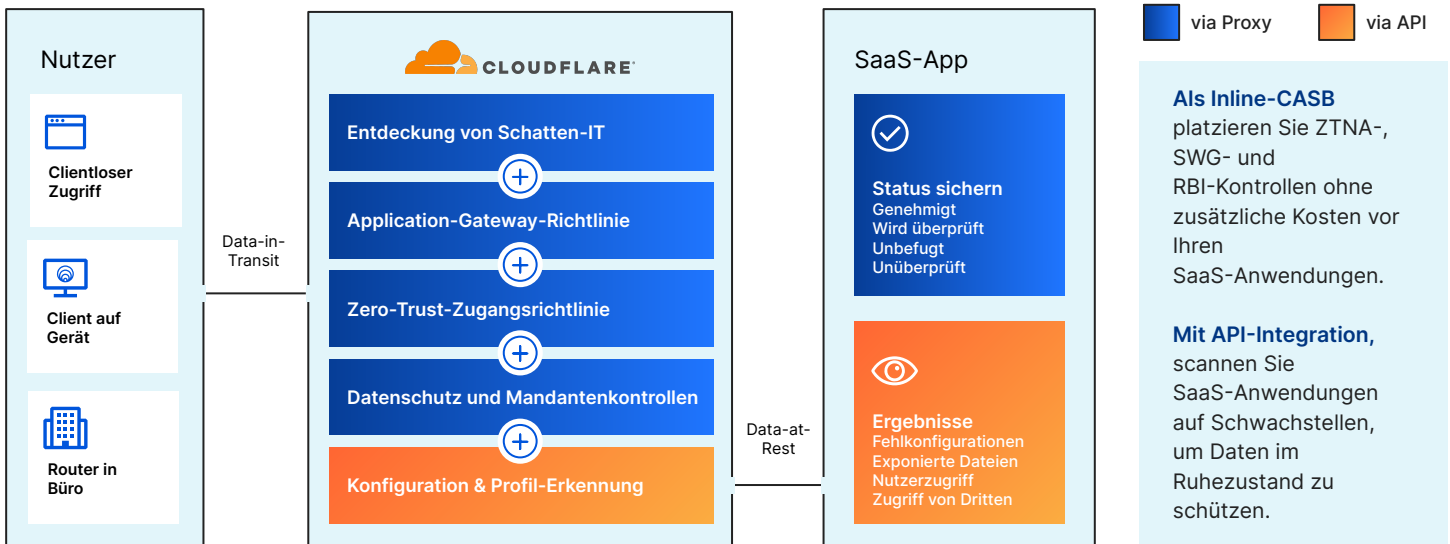 Nutzer
Clientloser
Zugriff
Client auf
Gerät
Router in
Büro
Data-in-
Transit
CLOUDFLARE
Entdeckung von Schatten-IT
Application-Gateway-Richtlinie
Zero-Trust-Zugangsrichtlinie
Datenschutz und Mandantenkontrollen
Konfiguration & Profil-Erkennung
Data-at-
Rest
SaaS-App
Status sichern
Genehmigt
Wird überprüft
Unbefugt
Unüberprüft
Ergebnisse
Fehlkonfigurationen
Exponierte Dateien
Nutzerzugriff
Zugriff von Dritten
via Proxy
via API
Als Inline-CASB
platzieren Sie ZTNA-,
SWG- und
RBI-Kontrollen ohne
zusätzliche Kosten vor
Ihren
SaaS-Anwendungen.
Mit API-Integration,
scannen Sie
SaaS-Anwendungen
auf Schwachstellen,
um Daten im
Ruhezustand zu
schützen.